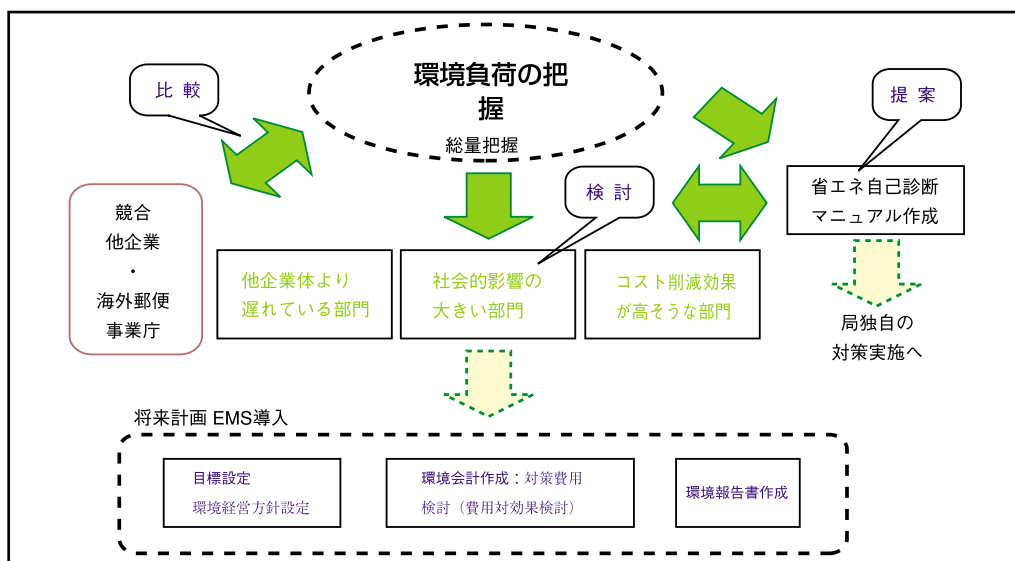 環境負荷の把
握
総量把握
比 較
提 案
検 討
競合
他企業
・
海外郵便
事業庁
省エネ自己診断
マニュアル作成
他企業体より
遅れている部門
社会的影響の
大きい部門
コスト削減効果
が高そうな部門
局独自の
対策実施へ
将来計画 EMS導入
目標設定
環境経営方針設定
環境会計作成：対策費用
検討（費用対効果検討）
環境報告書作成